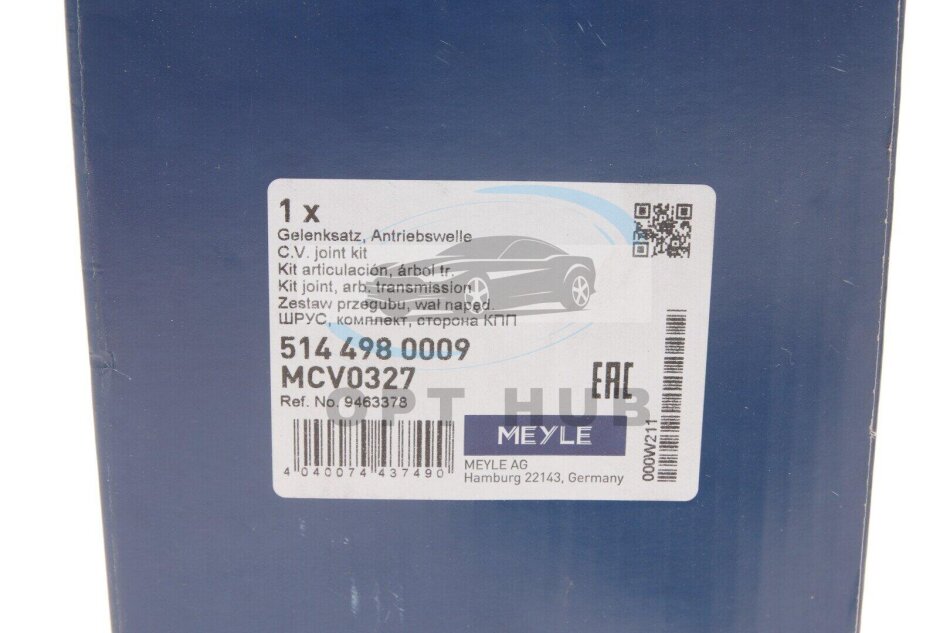 1 x
Gelenksatz, Antriebswelle
C.V. joint kit
Kit articulación, árbol tr.
Kit joint, arb. transmission
Zestaw przegubu, wał napęd.
ШРУС, комплект, сторона КПП
514 498 0009
MCV0327
Ref. No. 9463378
EAC
OPT HUB
MEYLE
4 040074 437490
MEYLE AG
Hamburg 22143, Germany
000W211